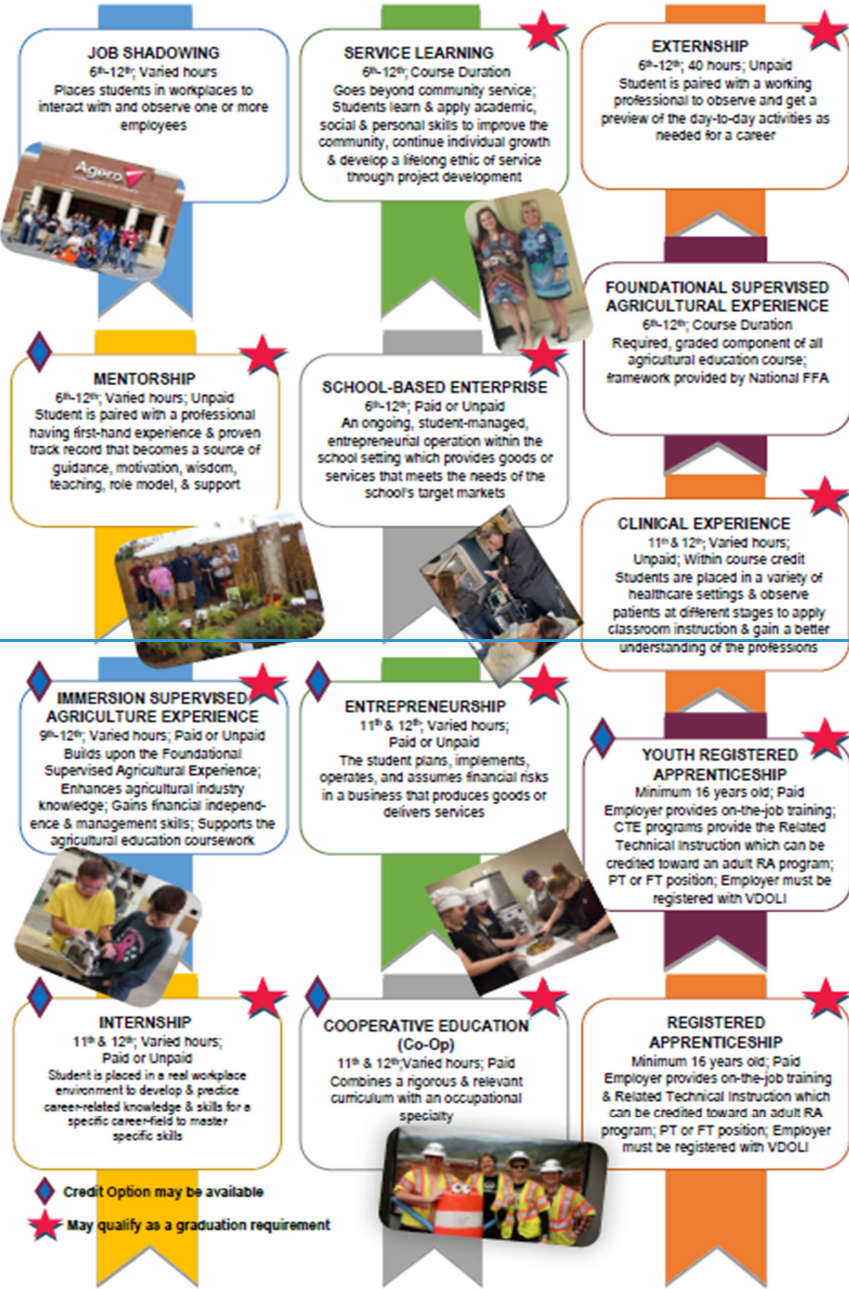 JOB SHADOWING
6th-12th; Varied hours
Places students in workplaces to
interact with and observe one or more
employees
Agero
SERVICE LEARNING
6th-12th; Course Duration
Goes beyond community service;
Students learn & apply academic,
social & personal skills to improve the
community, continue individual growth
& develop a lifelong ethic of service
through project development
EXTERNSHIP
6th-12th; 40 hours; Unpaid
Student is paired with a working
professional to observe and get a
preview of the day-to-day activities as
needed for a career
MENTORSHIP
6th-12th; Varied hours; Unpaid
Student is paired with a professional
having first-hand experience & proven
track record that becomes a source of
guidance, motivation, wisdom,
teaching, role model, & support
SCHOOL-BASED ENTERPRISE
6th-12th; Paid or Unpaid
An ongoing, student-managed,
entrepreneurial operation within the
school setting which provides goods or
services that meets the needs of the
school's target markets
FOUNDATIONAL SUPERVISED
AGRICULTURAL EXPERIENCE
6th-12th; Course Duration
Required, graded component of all
agricultural education course;
framework provided by National FFA
CLINICAL EXPERIENCE
11th & 12th; Varied hours;
Unpaid; Within course credit
Students are placed in a variety of
healthcare settings & observe
patients at different stages to apply
classroom instruction & gain a better
understanding of the professions
IMMERSION SUPERVISED
AGRICULTURE EXPERIENCE
9th-12th; Varied hours; Paid or Unpaid
Builds upon the Foundational
Supervised Agricultural Experience;
Enhances agricultural industry
knowledge; Gains financial independ-
ence & management skills; Supports the
agricultural education coursework
ENTREPRENEURSHIP
11th & 12th; Varied hours;
Paid or Unpaid
The student plans, implements,
operates, and assumes financial risks
in a business that produces goods or
delivers services
YOUTH REGISTERED
APPRENTICESHIP
Minimum 16 years old; Paid
Employer provides on-the-job training;
CTE programs provide the Related
Technical Instruction which can be
credited toward an adult RA program;
PT or FT position; Employer must be
registered with VDOLI
INTERNSHIP
11th & 12th; Varied hours;
Paid or Unpaid
Student is placed in a real workplace
environment to develop & practice
career-related knowledge & skills for a
specific career-field to master
specific skills
COOPERATIVE EDUCATION
(Co-Op)
11th & 12th;Varied hours; Paid
Combines a rigorous & relevant
curriculum with an occupational
specialty
REGISTERED
APPRENTICESHIP
Minimum 16 years old; Paid
Employer provides on-the-job training
& Related Technical Instruction which
can be credited toward an adult RA
program; PT or FT position; Employer
must be registered with VDOLI
Credit Option may be available
May qualify as a graduation requirement